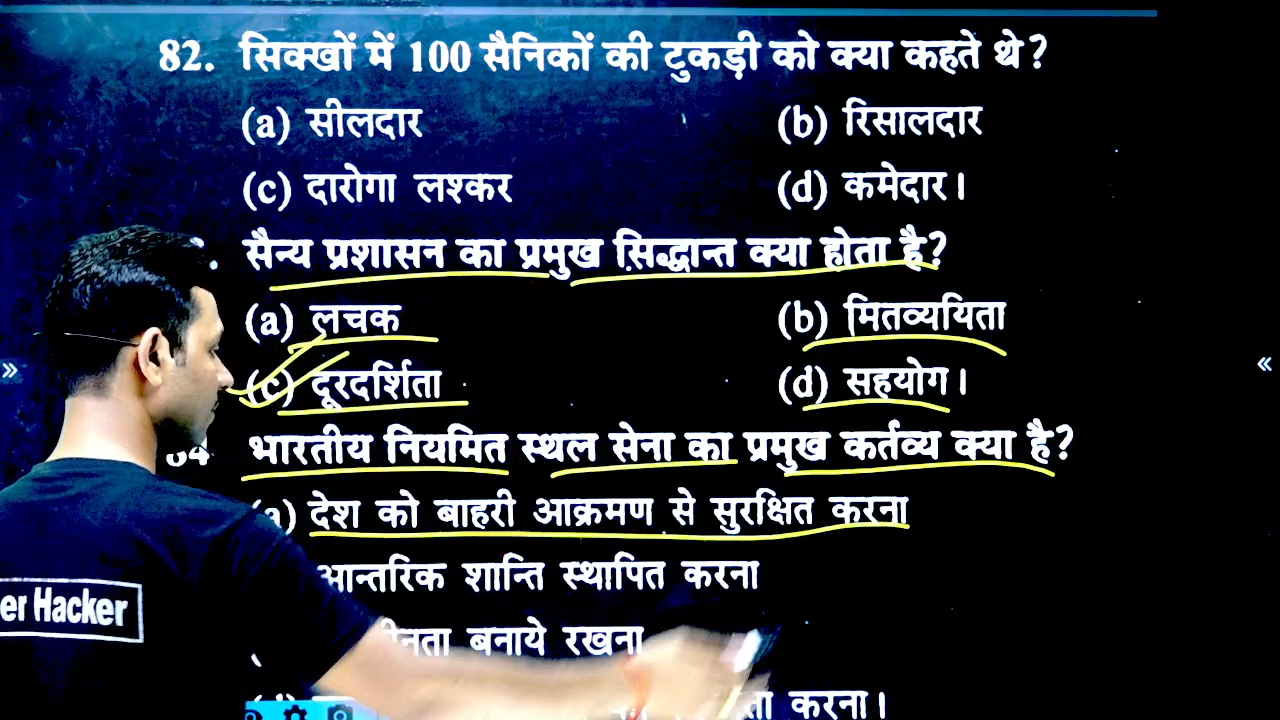 82. सिक्खों में 100 सैनिकों की टुकड़ी को क्या कहते थे?
(a) सीलदार (b) रिसालदार
(c) दारोगा लश्कर (d) कमेदार।
सैन्य प्रशासन का प्रमुख सिद्धान्त क्या होता है?
(a) लचक (b) मितव्ययिता
(c) दूरदर्शिता (d) सहयोग।
भारतीय नियमित स्थल सेना का प्रमुख कर्तव्य क्या है?
(a) देश को बाहरी आक्रमण से सुरक्षित करना
आन्तरिक शान्ति स्थापित करना
बनाये रखना
करना।
er Hacker